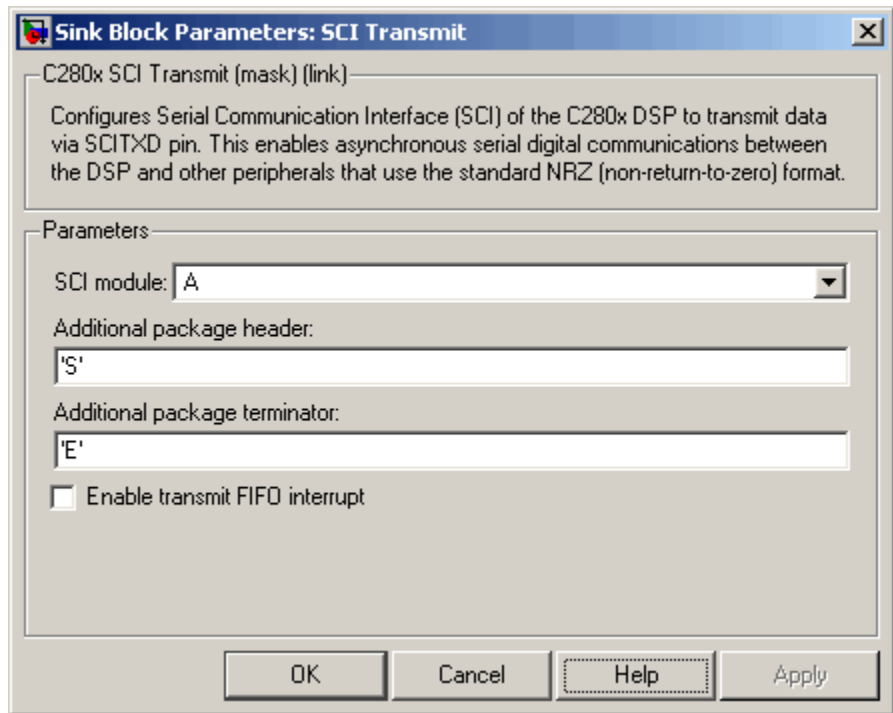 Sink Block Parameters: SCI Transmit
C280x SCI Transmit (mask) (link)
Configures Serial Communication Interface (SCI) of the C280x DSP to transmit data
via SCITXD pin. This enables asynchronous serial digital communications between
the DSP and other peripherals that use the standard NRZ (non-return-to-zero) format.
Parameters
SCI module: A
Additional package header:
'S'
Additional package terminator:
'E'
Enable transmit FIFO interrupt
OK Cancel Help Apply